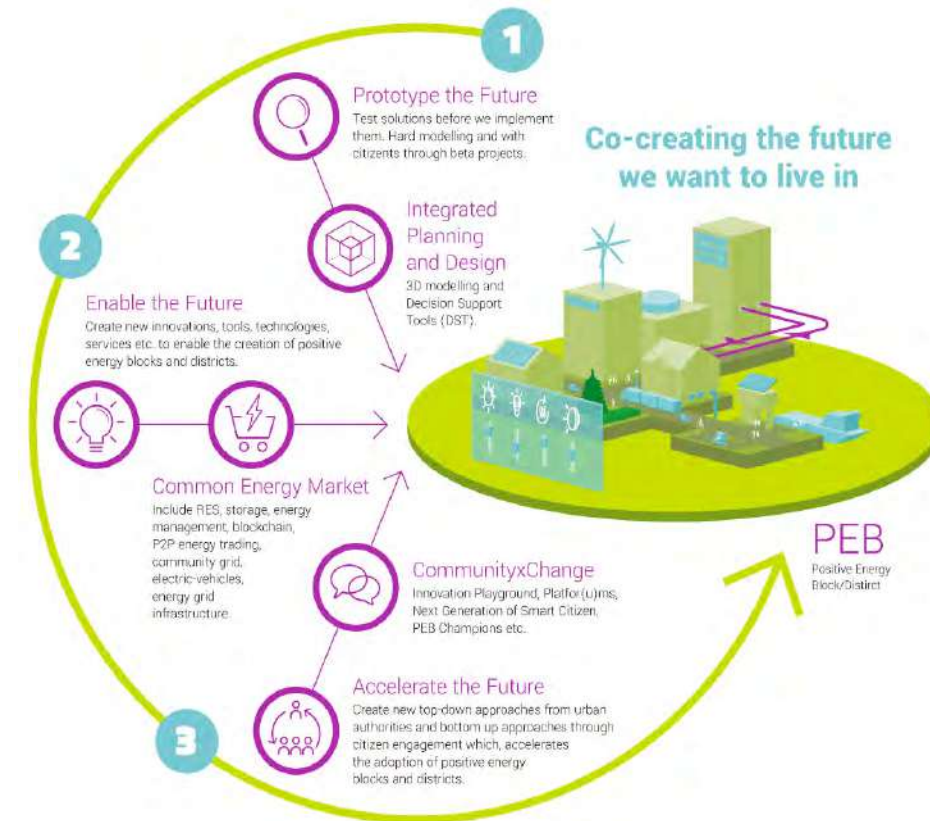 1
Prototype the Future
Test solutions before we implement
them. Hard modelling and with
citizents through beta projects.
Co-creating the future
we want to live in
Integrated
Planning
and Design
3D modelling and
Decision Support
Tools (DST).
2
Enable the Future
Create new innovations, tools, technologies,
services etc. to enable the creation of positive
energy blocks and districts.
Common Energy Market
Include RES, storage, energy
management, blockchain,
P2P energy trading,
community grid,
electric-vehicles,
energy grid
infrastructure.
CommunityxChange
Innovation Playground, Platfor(u)ms,
Next Generation of Smart Citizen,
PEB Champions etc.
PEB
Positive Energy
Block/Distirct
3
Accelerate the Future
Create new top-down approaches from urban
authorities and bottom up approaches through
citizen engagement which, accelerates
the adoption of positive energy
blocks and districts.